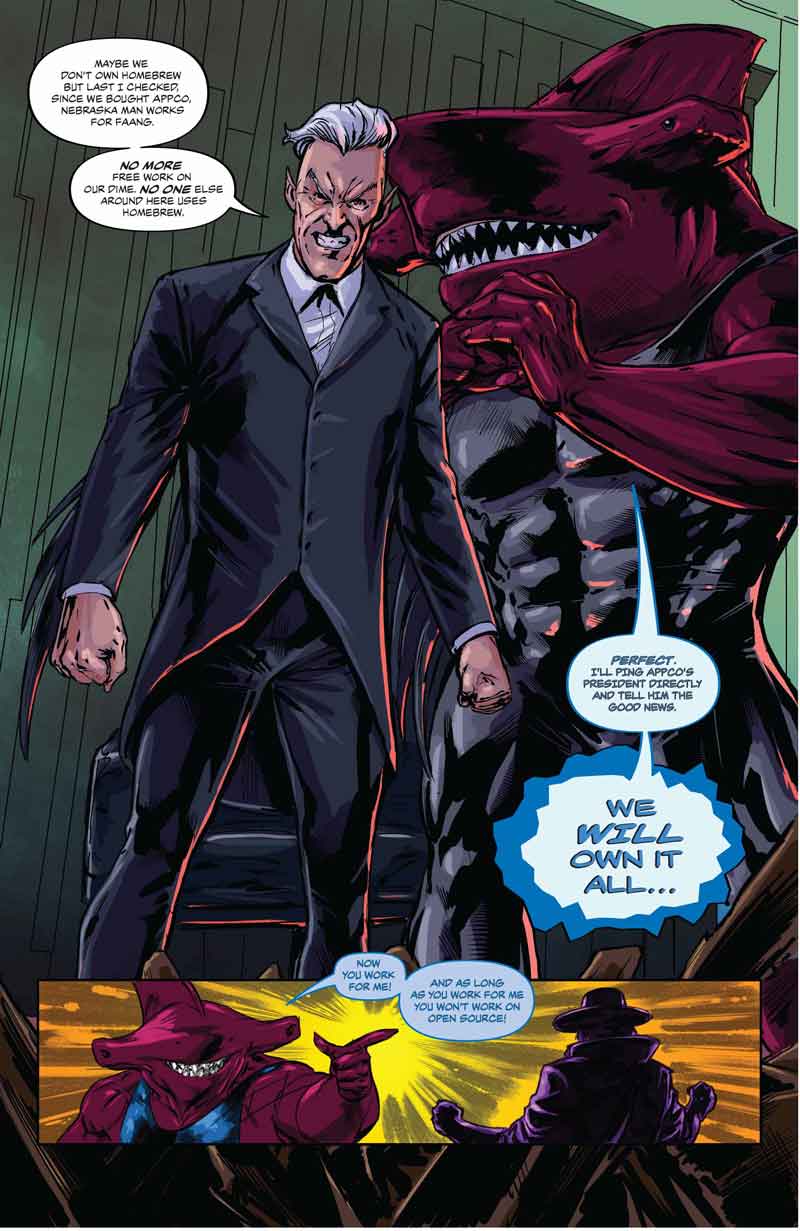 MAYBE WE
DON'T OWN HOMEBREW
BUT LAST I CHECKED,
SINCE WE BOUGHT APPCO,
NEBRASKA MAN WORKS
FOR FAANG.
NO MORE
FREE WORK ON
OUR DIME. NO ONE ELSE
AROUND HERE USES
HOMEBREW.
PERFECT.
I'LL PING APPCO'S
PRESIDENT DIRECTLY
AND TELL HIM THE
GOOD NEWS.
WE
WILL
OWN IT
ALL...
NOW
YOU WORK
FOR ME!
AND AS LONG
AS YOU WORK FOR ME
YOU WON'T WORK ON
OPEN SOURCE!